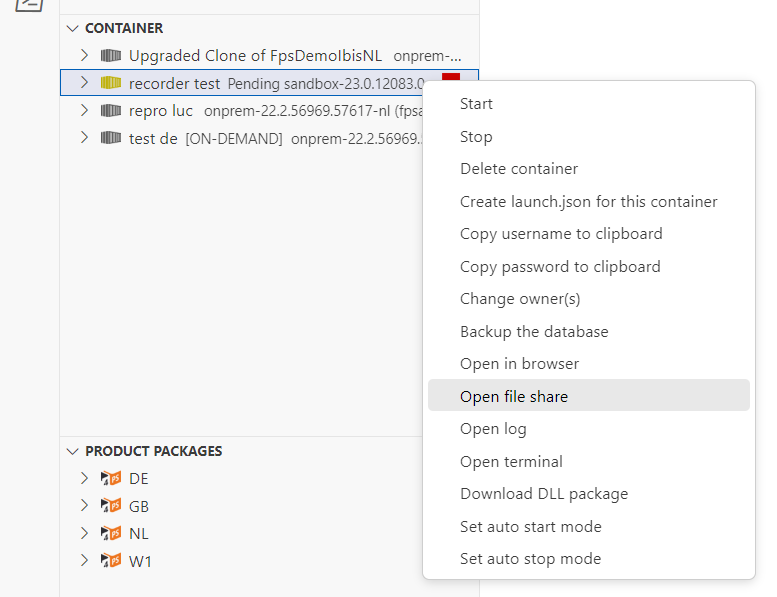 CONTAINER
Upgraded Clone of FpsDemoIbisNL onprem-...
recorder test Pending sandbox-23.0.12083.0
repro luc onprem-22.2.56969.57617-nl (fpsa
test de [ON-DEMAND] onprem-22.2.56969.
Start
Stop
Delete container
Create launch.json for this container
Copy username to clipboard
Copy password to clipboard
Change owner(s)
Backup the database
Open in browser
Open file share
Open log
Open terminal
Download DLL package
Set auto start mode
Set auto stop mode
PRODUCT PACKAGES
DE
GB
NL
W1